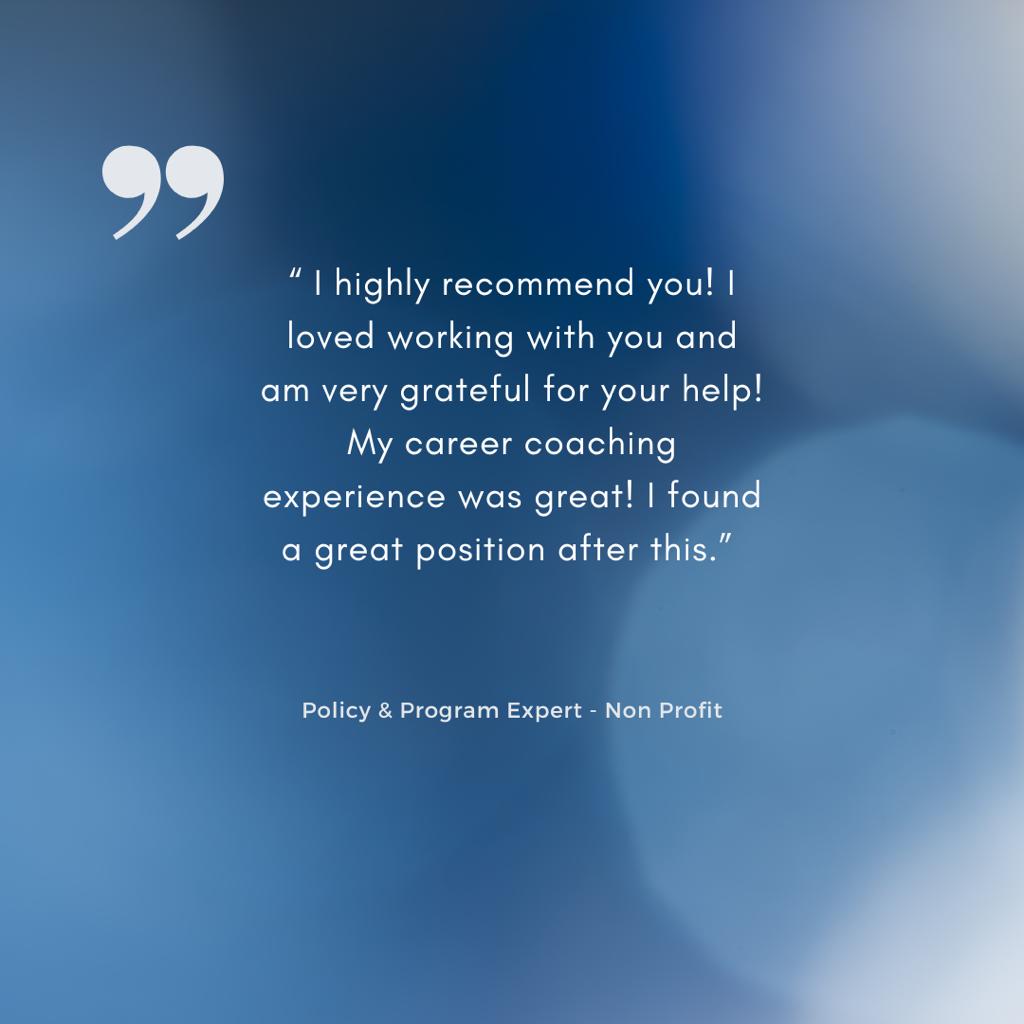 ”
“ I highly recommend you! I
loved working with you and
am very grateful for your help!
My career coaching
experience was great! I found
a great position after this.”
Policy & Program Expert - Non Profit